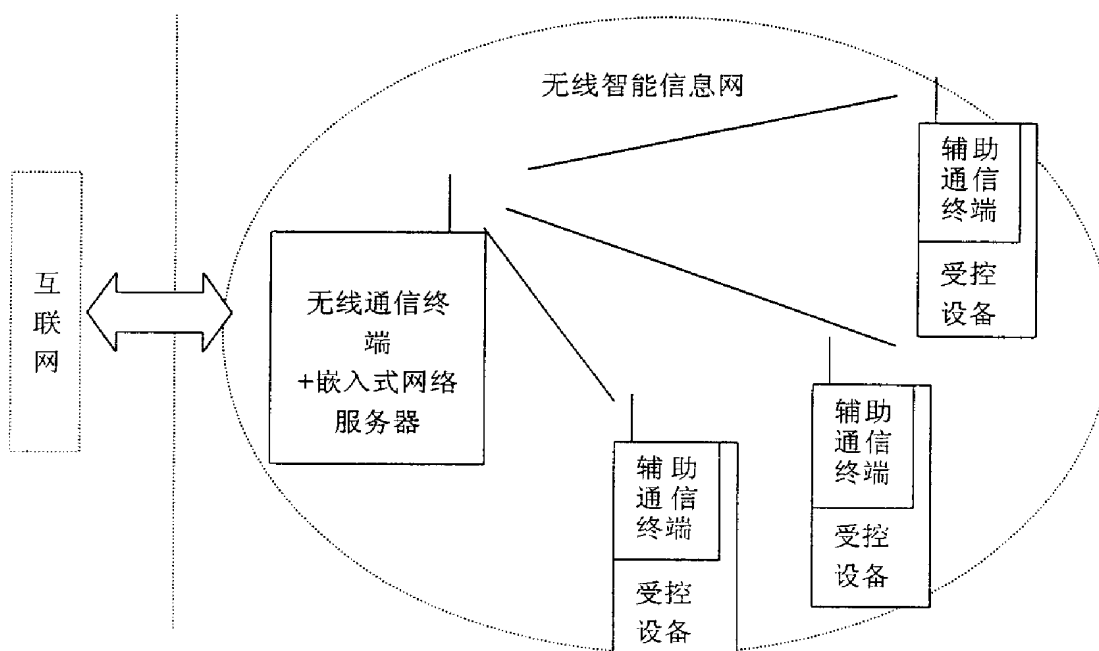 无线智能信息网
互
联
网
无线通信终
端
+嵌入式网络
服务器
辅助
通信
终端
受控
设备
辅助
通信
终端
受控
设备
辅助
通信
终端
受控
设备